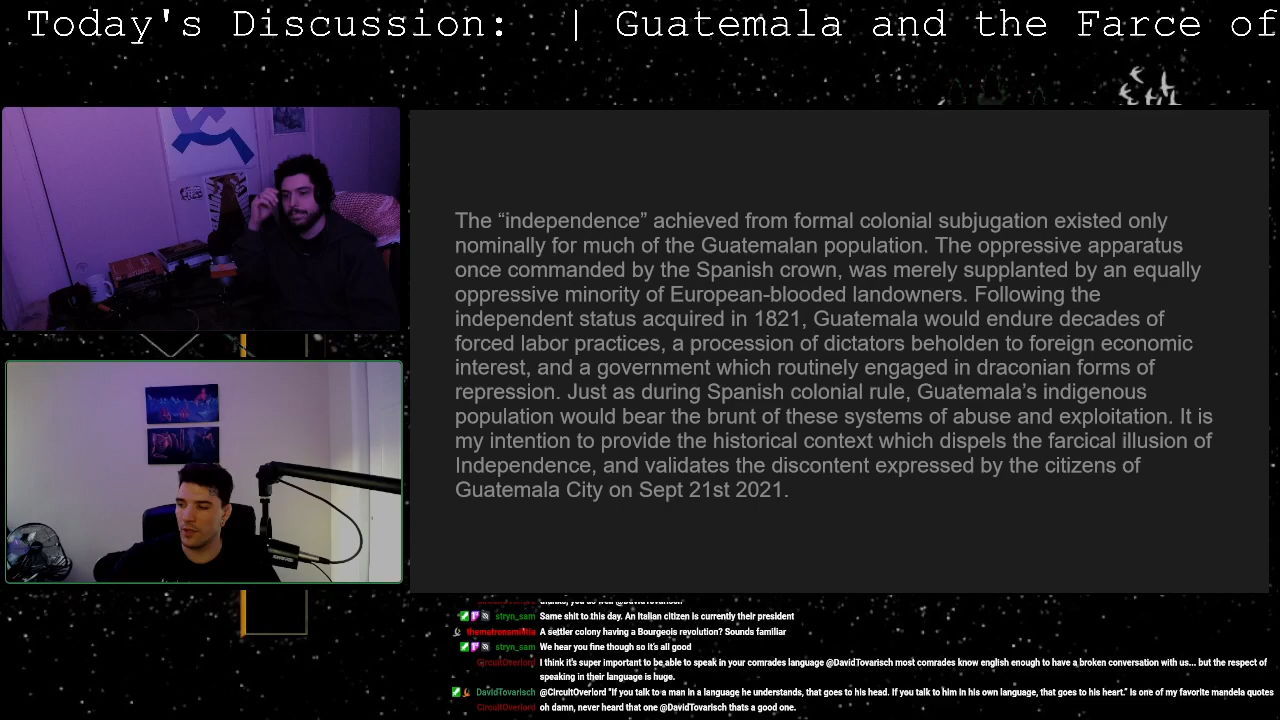 Today's Discussion: | Guatemala and the Farce of
The “independence” achieved from formal colonial subjugation existed only
nominally for much of the Guatemalan population. The oppressive apparatus
once commanded by the Spanish crown, was merely supplanted by an equally
oppressive minority of European-blooded landowners. Following the
independent status acquired in 1821, Guatemala would endure decades of
forced labor practices, a procession of dictators beholden to foreign economic
interest, and a government which routinely engaged in draconian forms of
repression. Just as during Spanish colonial rule, Guatemala’s indigenous
population would bear the brunt of these systems of abuse and exploitation. It is
my intention to provide the historical context which dispels the farcical illusion of
Independence, and validates the discontent expressed by the citizens of
Guatemala City on Sept 21st 2021.
stryn_sam Same shit to this day. An Italian citizen is currently their president
A settler colony having a Bourgeois revolution? Sounds familiar
stryn_sam We hear you fine though so it's all good
CircuitOverlord I think it's super important to be able to speak in your comrades language @DavidTovarisch most comrades know english enough to have a broken conversation with us... but the respect of
speaking in their language is huge.
DavidTovarisch @CircuitOverlord "If you talk to a man in a language he understands, that goes to his head. If you talk to him in his own language, that goes to his heart." is one of my favorite mandela quotes
CircuitOverlord oh damn, never heard that one @DavidTovarisch thats a good one.